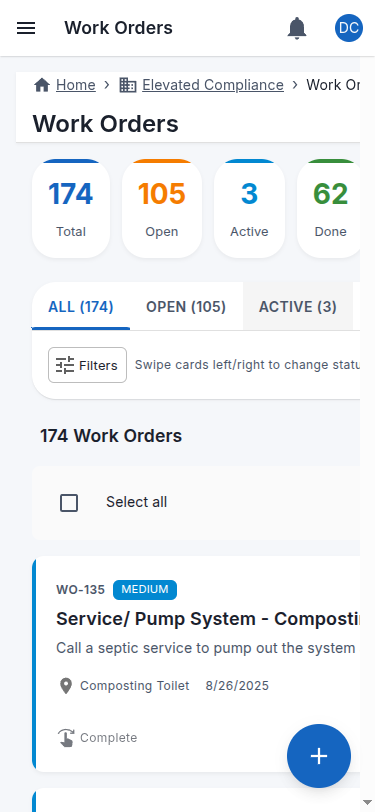 Work Orders
DC
Home > Elevated Compliance > Work Or
Work Orders
174
Total
105
Open
3
Active
62
Done
ALL (174)
OPEN (105)
ACTIVE (3)
Filters
Swipe cards left/right to change statu
174 Work Orders
Select all
WO-135
MEDIUM
Service/ Pump System - Composti
Call a septic service to pump out the system
Composting Toilet
8/26/2025
Complete